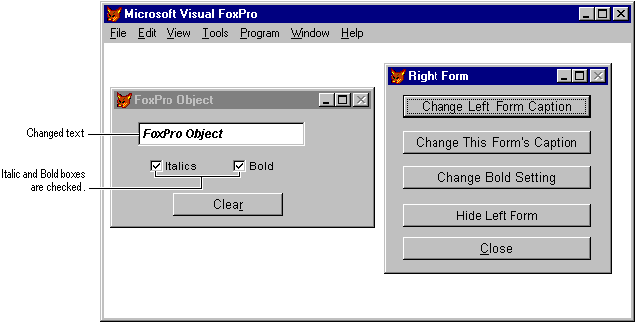 Microsoft Visual FoxPro
File Edit View Tools Program Window Help
FoxPro Object
Changed text
FoxPro Object
Italics Bold
Italic and Bold boxes
are checked.
Clear
Right Form
Change Left Form Caption
Change This Form's Caption
Change Bold Setting
Hide Left Form
Close